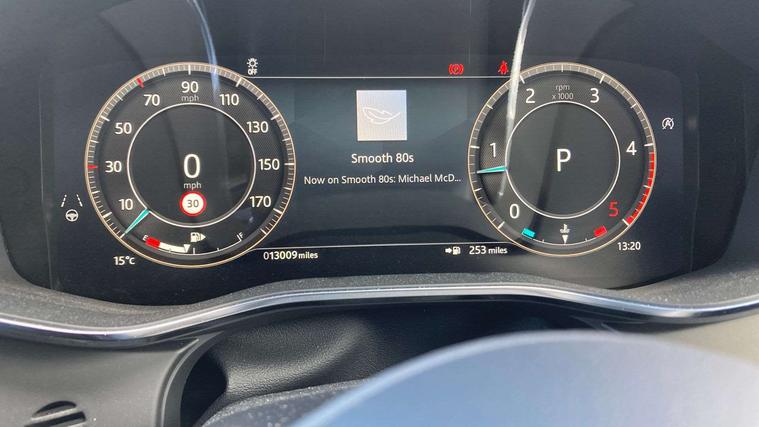 OFF
90
mph
70
110
50
130
30
150
10
170
0
mph
30
E
F
15°C
013009 miles
Smooth 80s
Now on Smooth 80s: Michael McD...
253 miles
2
rpm
x 1000
3
1
4
P
0
5
13:20